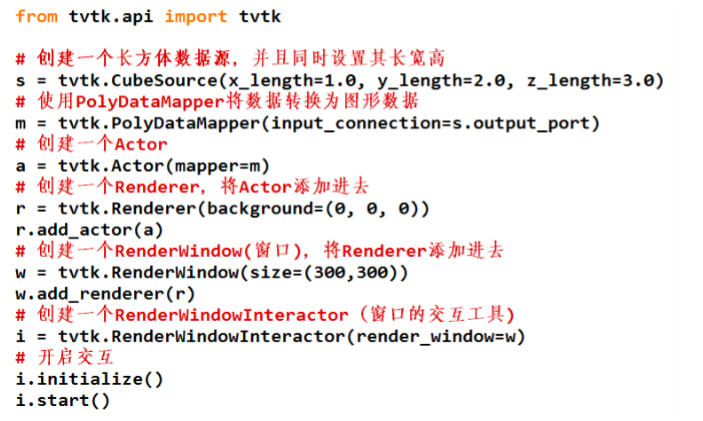 from tvtk.api import tvtk
# 创建一个长方体数据源，并且同时设置其长宽高
s = tvtk.CubeSource(x_length=1.0, y_length=2.0, z_length=3.0)
# 使用PolyDataMapper将数据转换为图形数据
m = tvtk.PolyDataMapper(input_connection=s.output_port)
# 创建一个Actor
a = tvtk.Actor(mapper=m)
# 创建一个Renderer，将Actor添加进去
r = tvtk.Renderer(background=(0, 0, 0))
r.add_actor(a)
# 创建一个RenderWindow(窗口)，将Renderer添加进去
w = tvtk.RenderWindow(size=(300,300))
w.add_renderer(r)
# 创建一个RenderWindowInteractor（窗口的交互工具)
i = tvtk.RenderWindowInteractor(render_window=w)
# 开启交互
i.initialize()
i.start()